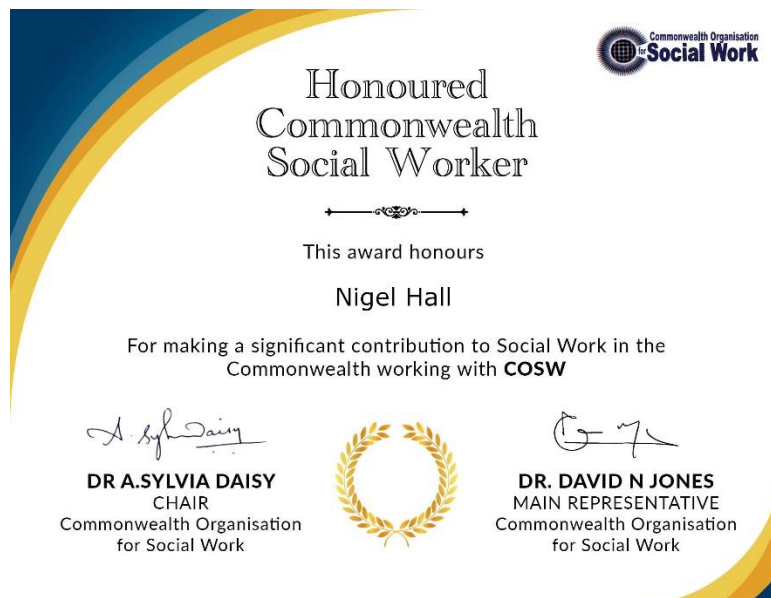 Commonwealth Organisation
for Social Work
Honoured
Commonwealth
Social Worker
This award honours
Nigel Hall
For making a significant contribution to Social Work in the
Commonwealth working with COSW
A. Sylvia Daisy
DR A.SYLVIA DAISY
CHAIR
Commonwealth Organisation
for Social Work
DR. DAVID N JONES
MAIN REPRESENTATIVE
Commonwealth Organisation
for Social Work